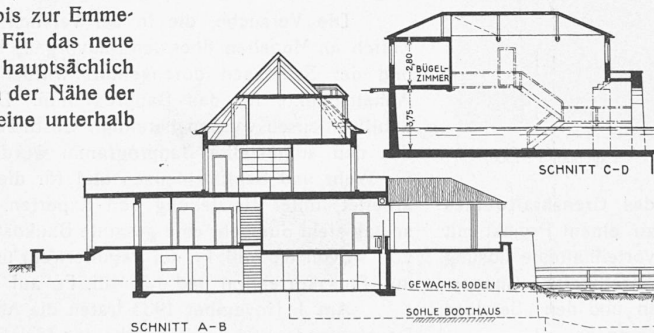 bis zur Emme-
Für das neue
hauptsächlich
der Nähe der
eine unterhalb
2,80
BÜGEL-
ZIMMER
3,75
SCHNITT C-D
GEWACHS. BODEN
SOHLE BOOTHAUS
SCHNITT A-B